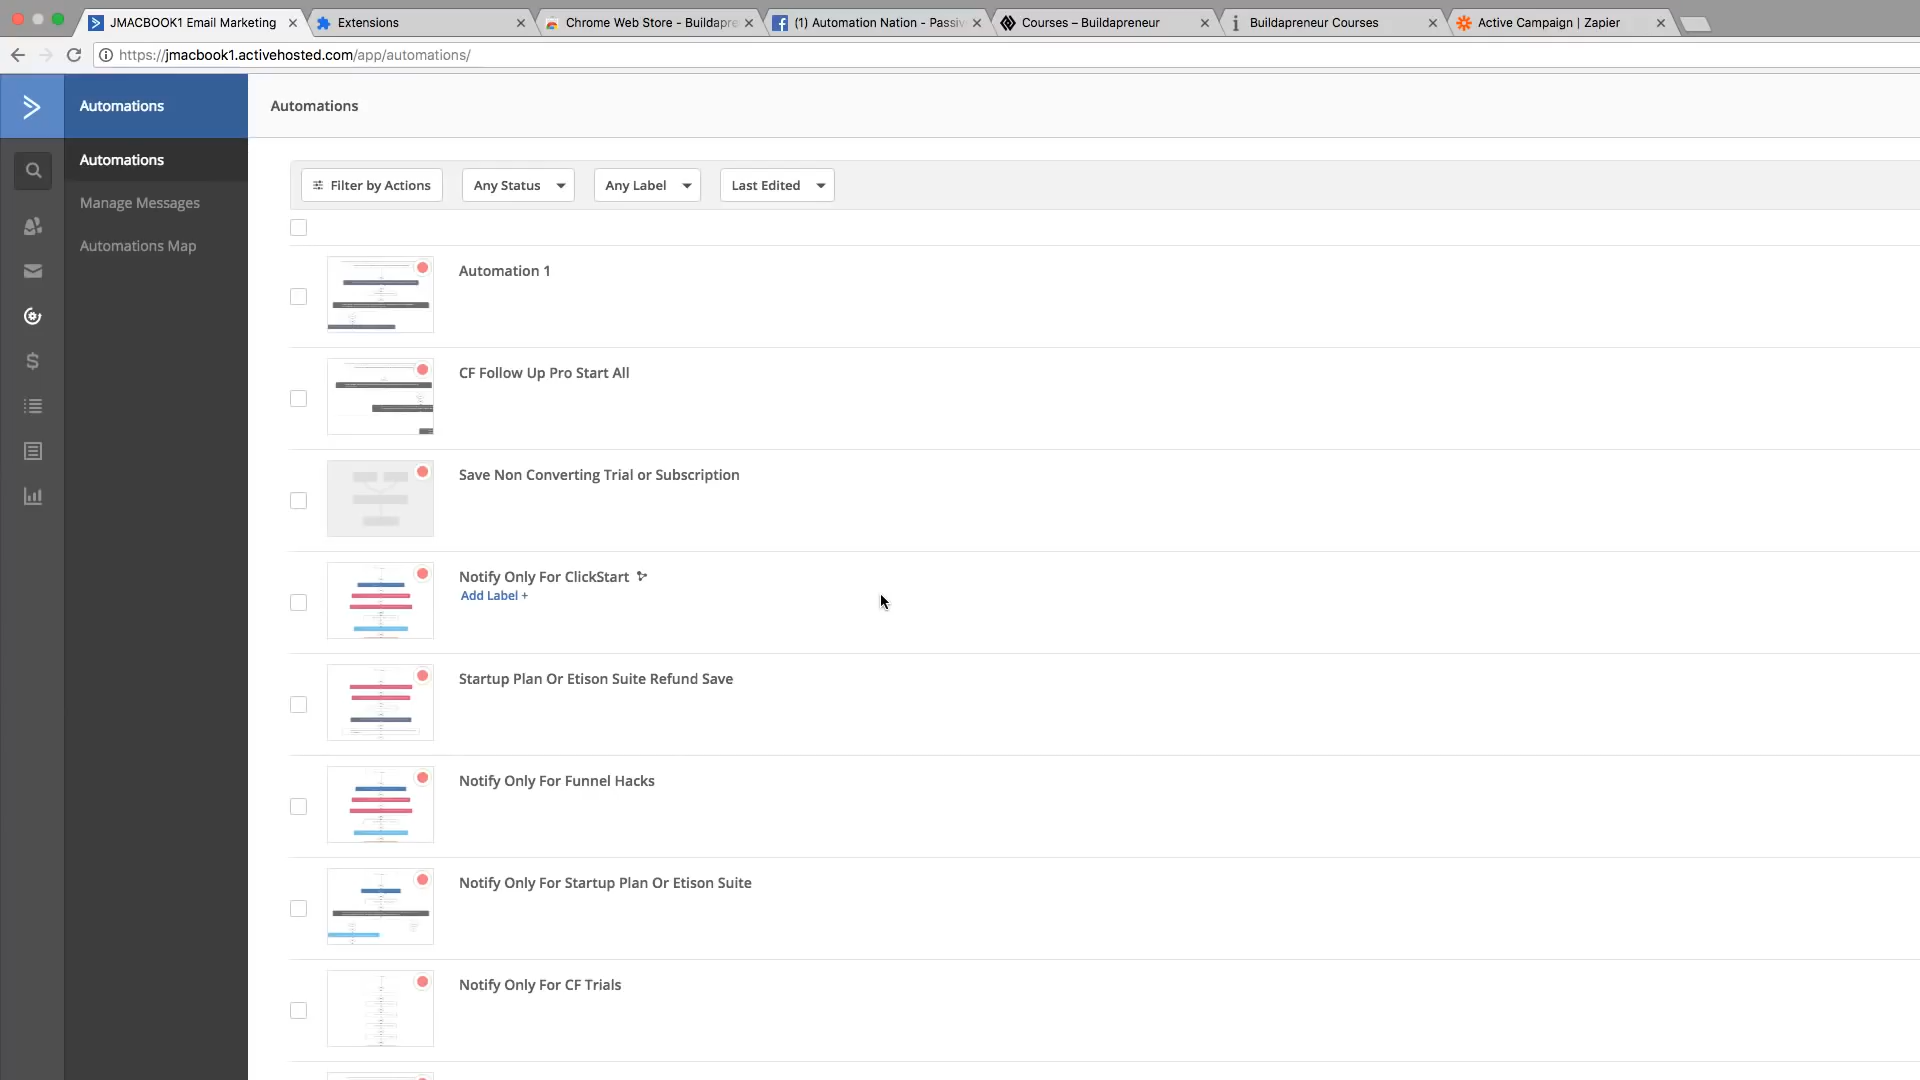 JMACBOOK1 Email Marketing
Extensions
Chrome Web Store - Buildapre
(1) Automation Nation - Passiv
Courses – Buildapreneur
Buildapreneur Courses
Active Campaign | Zapier
https://jmacbook1.activehosted.com/app/automations/
Automations
Automations
Automations
Manage Messages
Automations Map
Filter by Actions
Any Status
Any Label
Last Edited
Automation 1
CF Follow Up Pro Start All
Save Non Converting Trial or Subscription
Notify Only For ClickStart
Add Label +
Startup Plan Or Etison Suite Refund Save
Notify Only For Funnel Hacks
Notify Only For Startup Plan Or Etison Suite
Notify Only For CF Trials